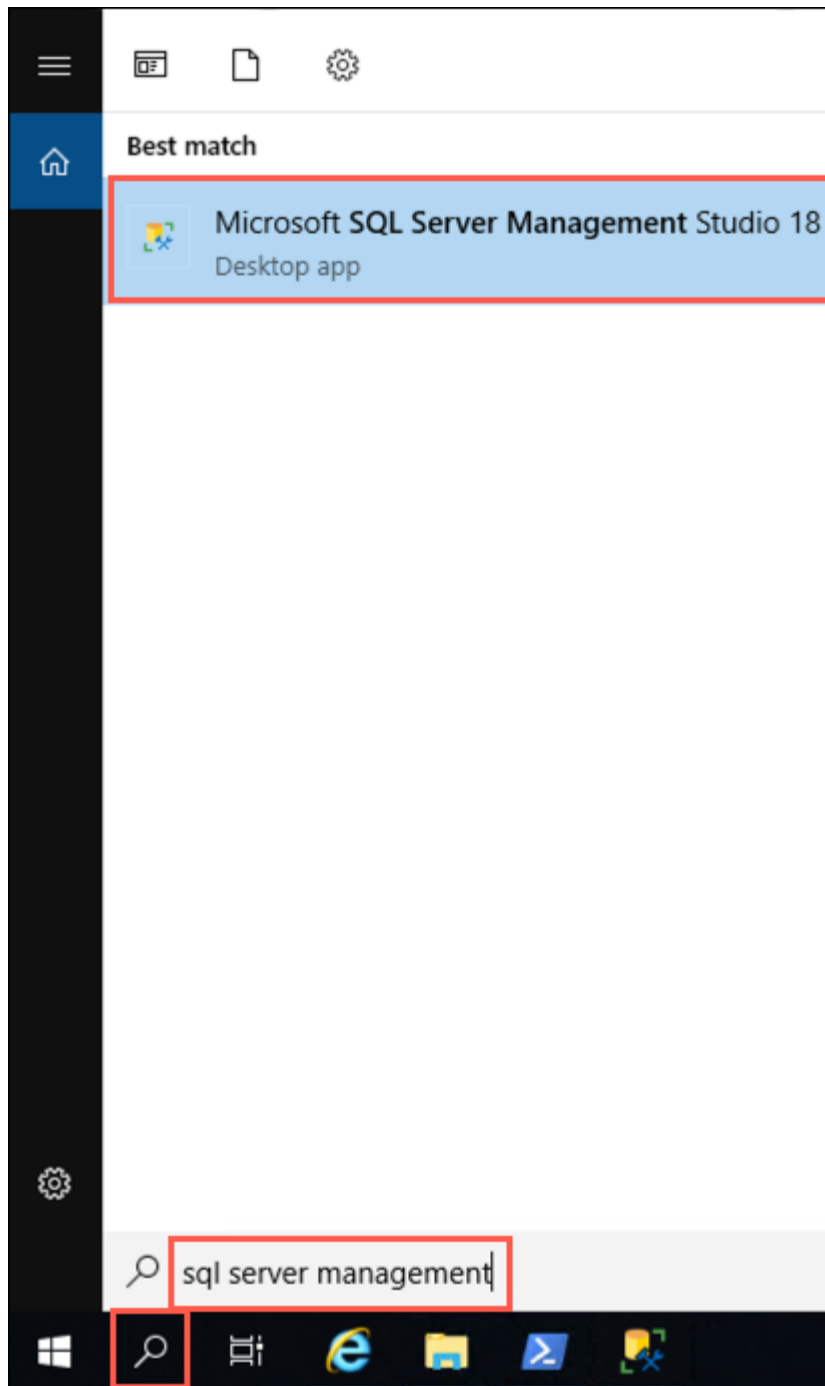 Best match
Microsoft SQL Server Management Studio 18
Desktop app
sql server management